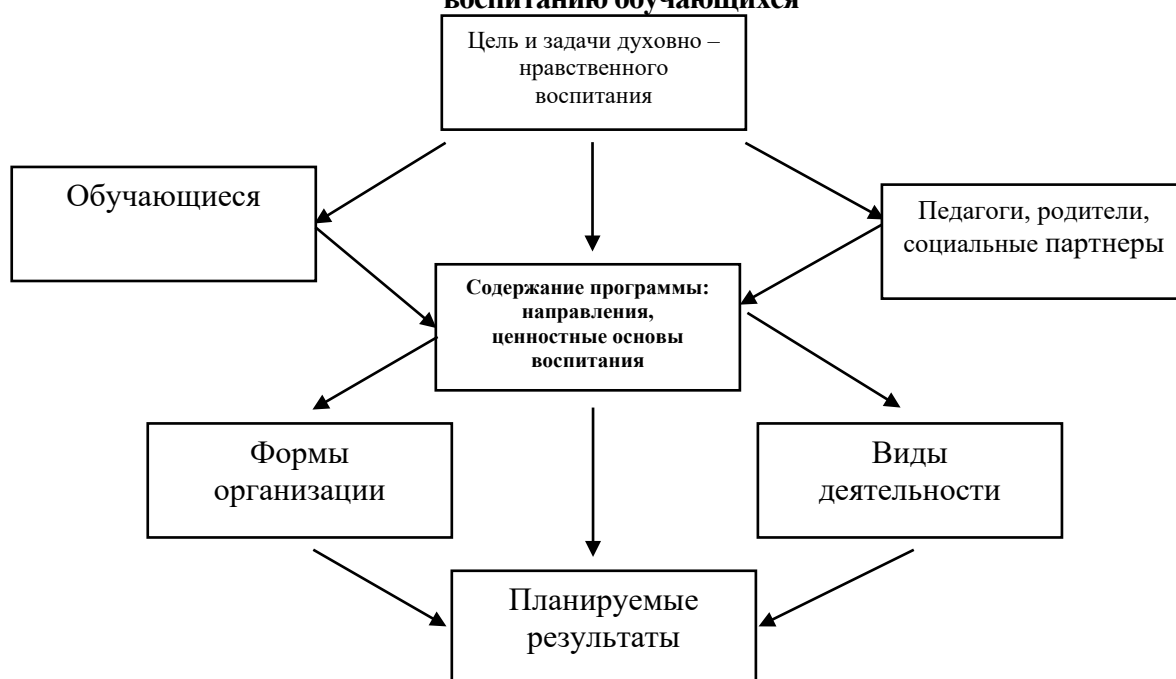 воспитанию обучающихся
Цель и задачи духовно –
нравственного
воспитания
Обучающиеся
Педагоги, родители,
социальные партнеры
Содержание программы:
направления,
ценностные основы
воспитания
Формы
организации
Виды
деятельности
Планируемые
результаты